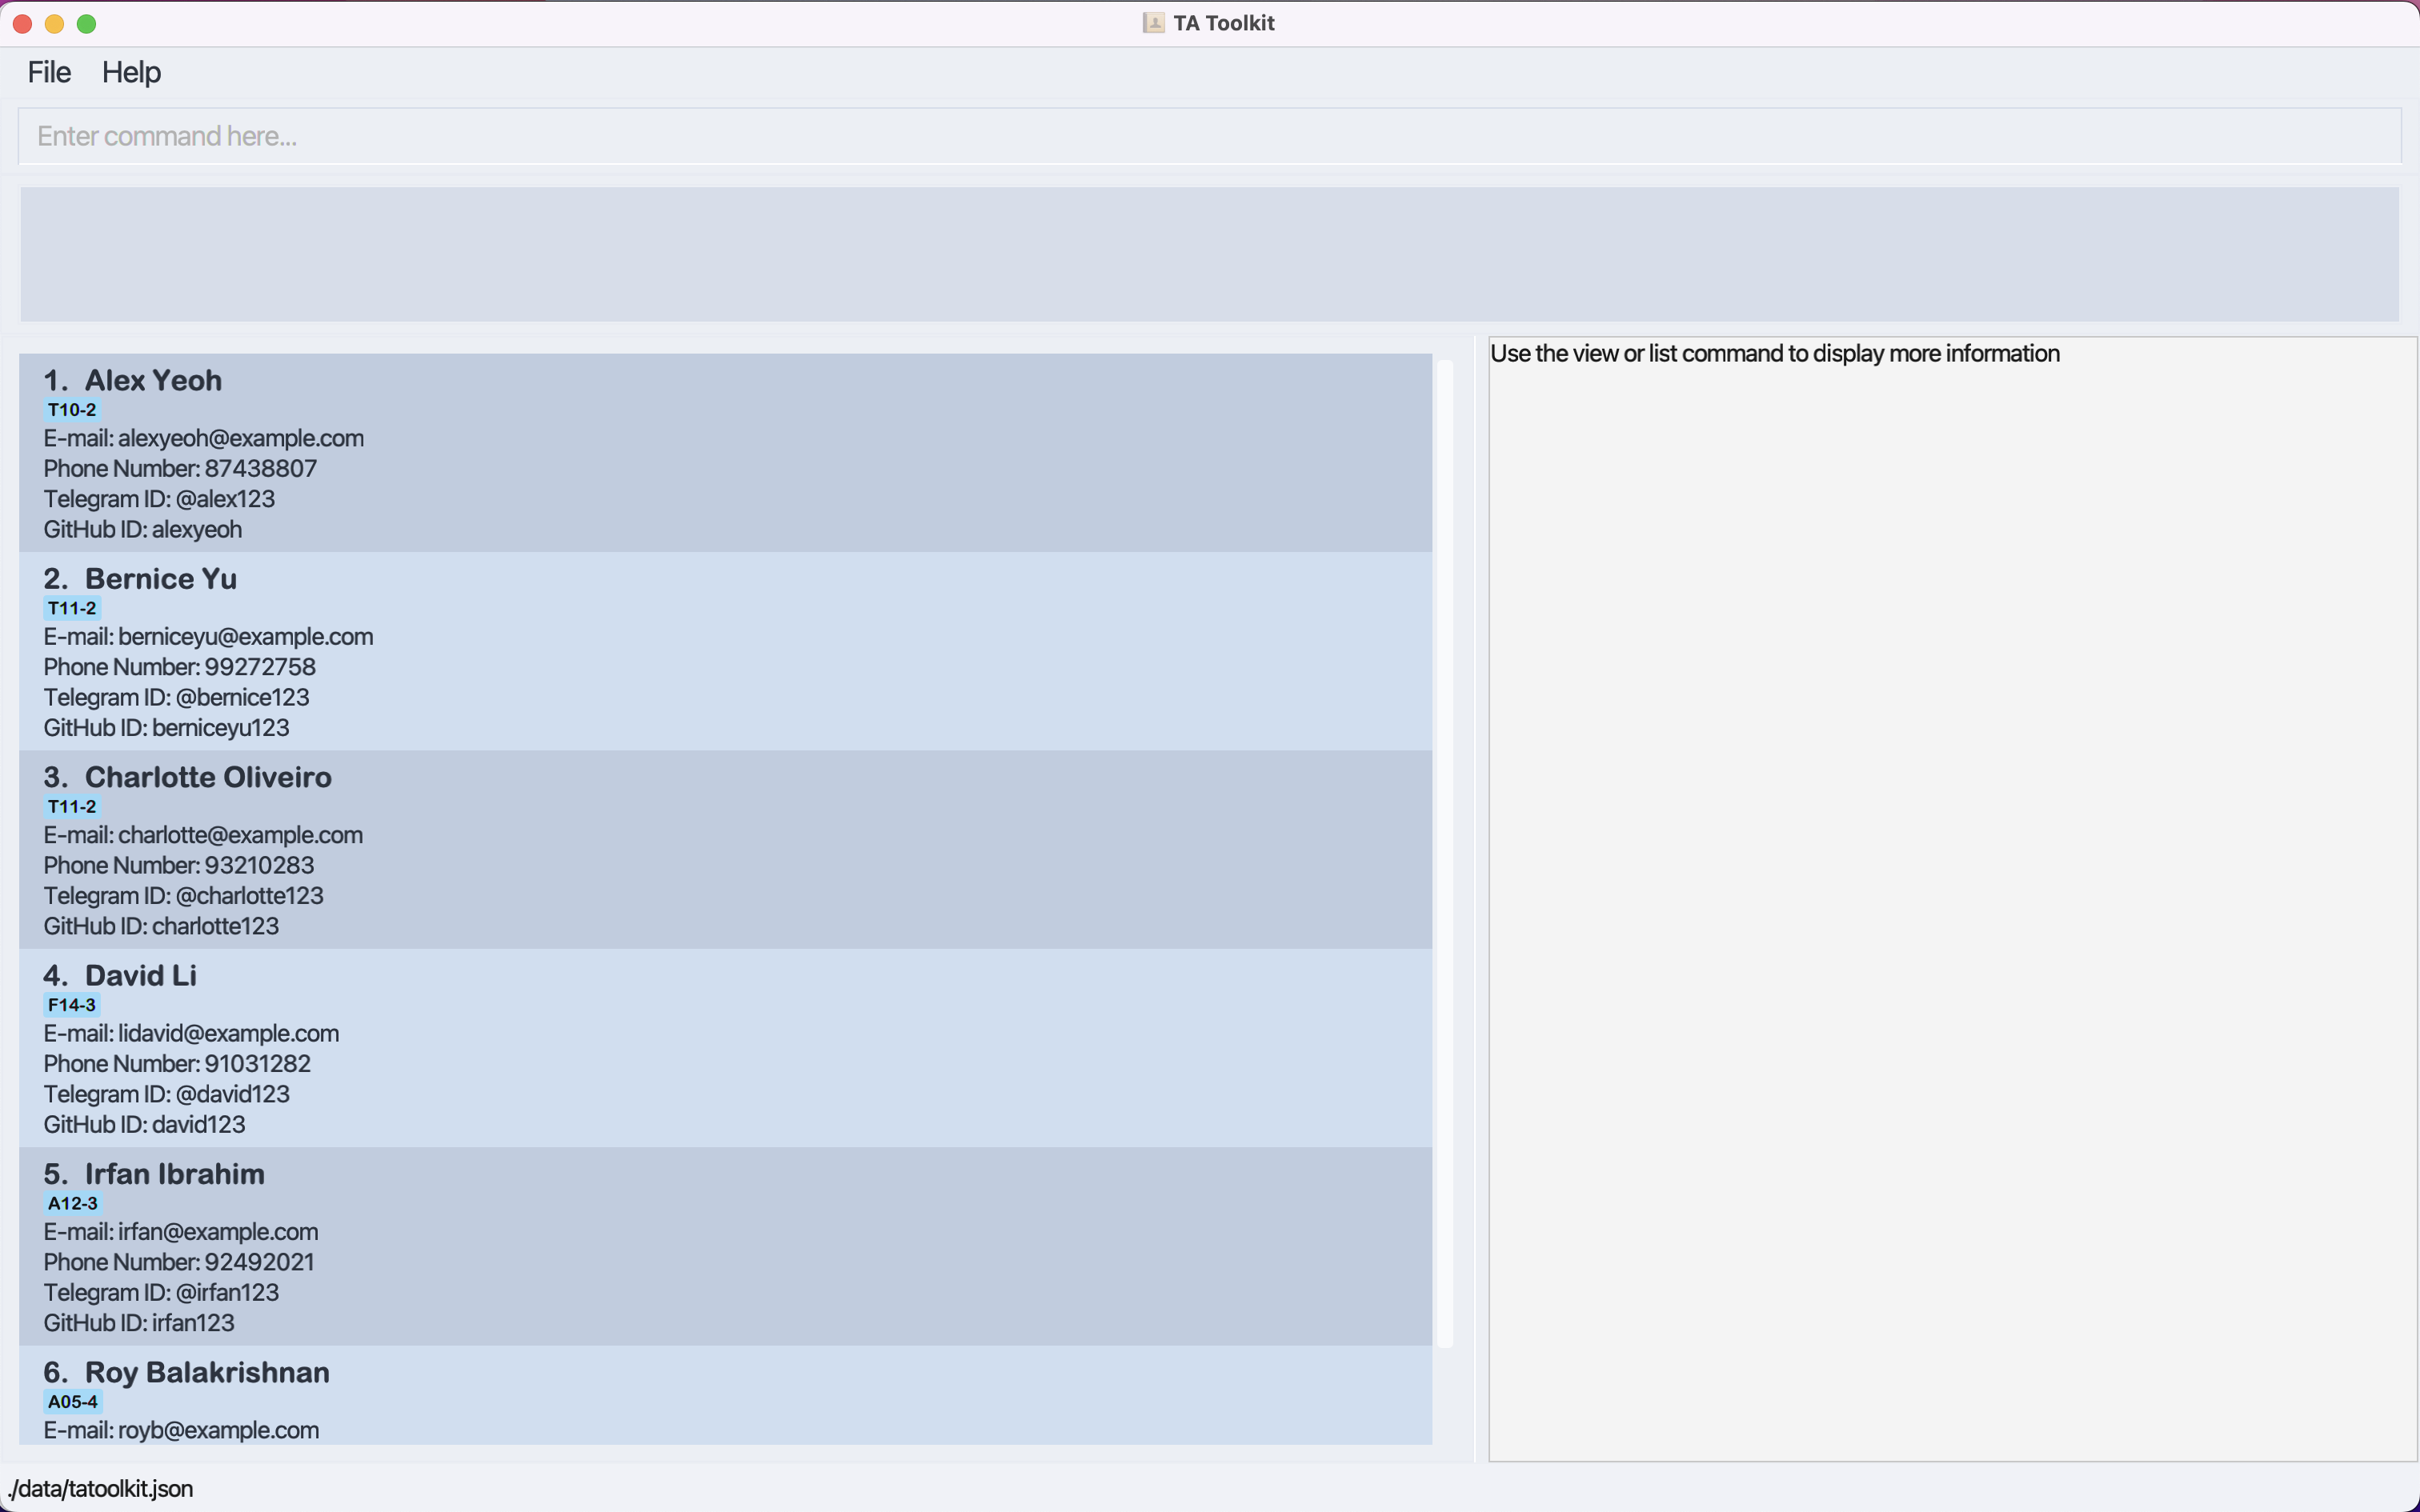 TA Toolkit
File Help
Enter command here...
1. Alex Yeoh
T10-2
E-mail: alexyeoh@example.com
Phone Number: 87438807
Telegram ID: @alex123
GitHub ID: alexyeoh
2. Bernice Yu
T11-2
E-mail: berniceyu@example.com
Phone Number: 99272758
Telegram ID: @bernice123
GitHub ID: berniceyu123
3. Charlotte Oliveiro
T11-2
E-mail: charlotte@example.com
Phone Number: 93210283
Telegram ID: @charlotte123
GitHub ID: charlotte123
4. David Li
F14-3
E-mail: lidavid@example.com
Phone Number: 91031282
Telegram ID: @david123
GitHub ID: david123
5. Irfan Ibrahim
A12-3
E-mail: irfan@example.com
Phone Number: 92492021
Telegram ID: @irfan123
GitHub ID: irfan123
6. Roy Balakrishnan
A05-4
E-mail: royb@example.com
Use the view or list command to display more information
./data/tatoolkit.json